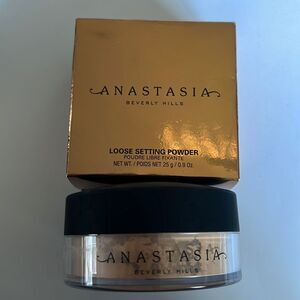 ANASTASIA
BEVERLY HILLS
LOOSE SETTING POWDER
POUDRE LIBRE FIXANTE
NET WT. / POIDS NET 25 g / 0.9 Oz.
ANASTASIA
BEVERLY HILLS